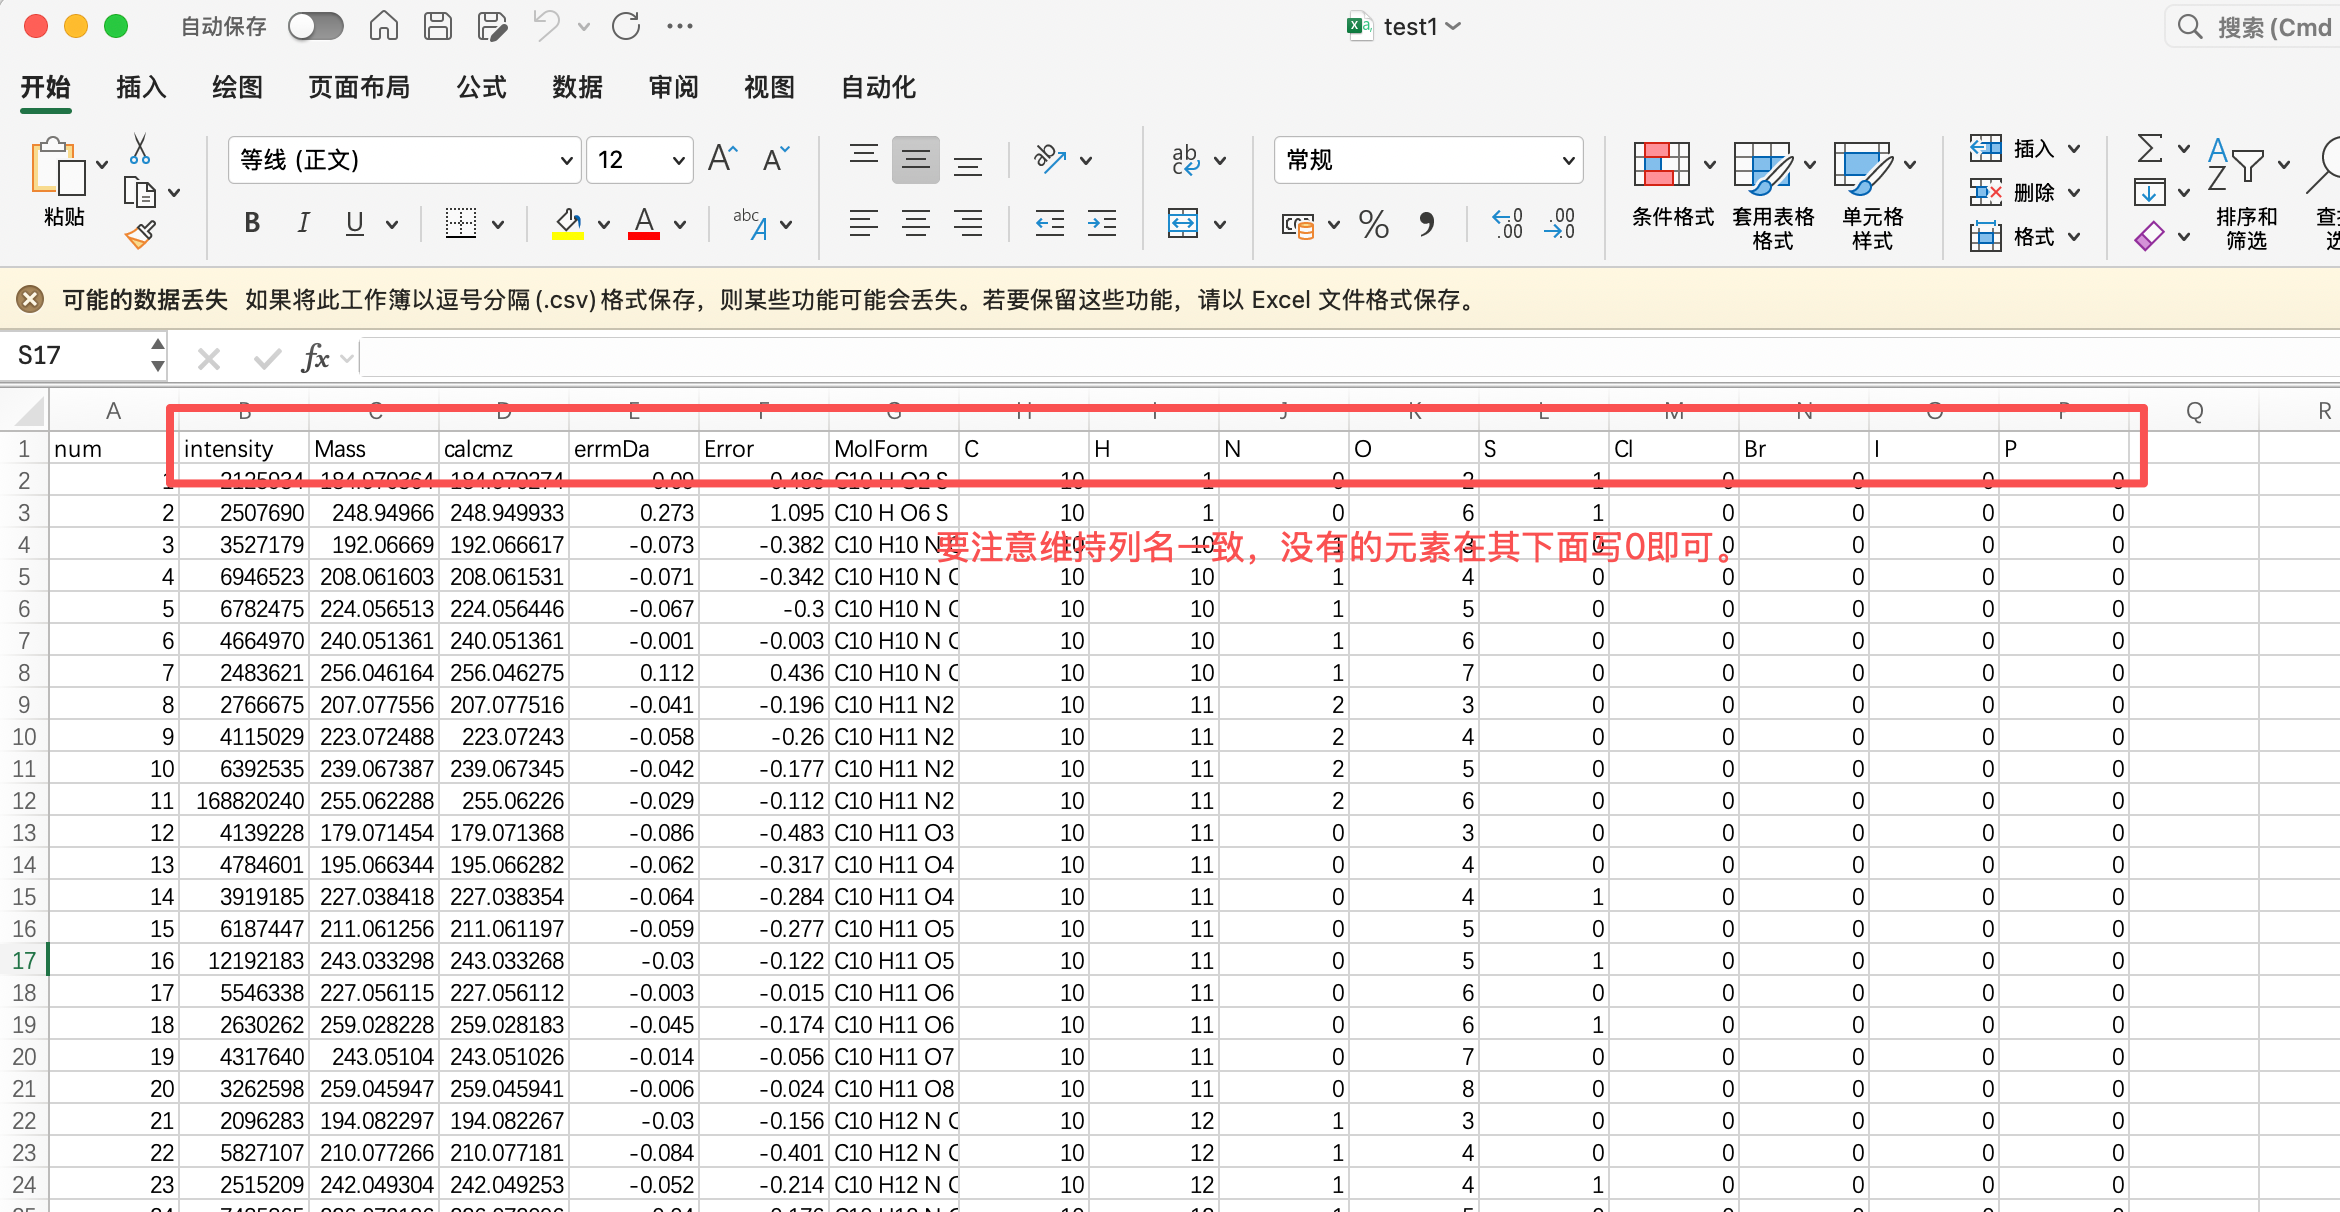 自动保存
test1
搜索 (Cmd
开始 插入 绘图 页面布局 公式 数据 审阅 视图 自动化
粘贴
等线 (正文) 12
常规
条件格式
套用表格
格式
单元格
样式
插入
删除
格式
排序和
筛选
可能的数据丢失 如果将此工作簿以逗号分隔 (.csv) 格式保存，则某些功能可能会丢失。若要保留这些功能，请以 Excel 文件格式保存。
S17
fx
A B C D E F G H I J K L M N O P Q R
1 num intensity Mass calcmz errmDa Error MolForm C H N O S Cl Br I P
2 1 2125934 184.970364 184.970274 0.09 0.486 C10 H O2 S 10 1 0 2 1 0 0 0 0
3 2 2507690 248.94966 248.949933 0.273 1.095 C10 H O6 S 10 1 0 6 1 0 0 0 0
4 3 3527179 192.06669 192.066617 -0.073 -0.382 C10 H10 N 10 10 1 3 0 0 0 0 0
要注意维持列名一致，没有的元素在其下面写0即可。
5 4 6946523 208.061603 208.061531 -0.071 -0.342 C10 H10 N 10 10 1 4 0 0 0 0 0
6 5 6782475 224.056513 224.056446 -0.067 -0.3 C10 H10 N 10 10 1 5 0 0 0 0 0
7 6 4664970 240.051361 240.051361 -0.001 -0.003 C10 H10 N 10 10 1 6 0 0 0 0 0
8 7 2483621 256.046164 256.046275 0.112 0.436 C10 H10 N 10 10 1 7 0 0 0 0 0
9 8 2766675 207.077556 207.077516 -0.041 -0.196 C10 H11 N2 10 11 2 3 0 0 0 0 0
10 9 4115029 223.072488 223.07243 -0.058 -0.26 C10 H11 N2 10 11 2 4 0 0 0 0 0
11 10 6392535 239.067387 239.067345 -0.042 -0.177 C10 H11 N2 10 11 2 5 0 0 0 0 0
12 11 168820240 255.062288 255.06226 -0.029 -0.112 C10 H11 N2 10 11 2 6 0 0 0 0 0
13 12 4139228 179.071454 179.071368 -0.086 -0.483 C10 H11 O3 10 11 0 3 0 0 0 0 0
14 13 4784601 195.066344 195.066282 -0.062 -0.317 C10 H11 O4 10 11 0 4 0 0 0 0 0
15 14 3919185 227.038418 227.038354 -0.064 -0.284 C10 H11 O4 10 11 0 4 1 0 0 0 0
16 15 6187447 211.061256 211.061197 -0.059 -0.277 C10 H11 O5 10 11 0 5 0 0 0 0 0
17 16 12192183 243.033298 243.033268 -0.03 -0.122 C10 H11 O5 10 11 0 5 1 0 0 0 0
18 17 5546338 227.056115 227.056112 -0.003 -0.015 C10 H11 O6 10 11 0 6 0 0 0 0 0
19 18 2630262 259.028228 259.028183 -0.045 -0.174 C10 H11 O6 10 11 0 6 1 0 0 0 0
20 19 4317640 243.05104 243.051026 -0.014 -0.056 C10 H11 O7 10 11 0 7 0 0 0 0 0
21 20 3262598 259.045947 259.045941 -0.006 -0.024 C10 H11 O8 10 11 0 8 0 0 0 0 0
22 21 2096283 194.082297 194.082267 -0.03 -0.156 C10 H12 N 10 12 1 3 0 0 0 0 0
23 22 5827107 210.077266 210.077181 -0.084 -0.401 C10 H12 N 10 12 1 4 0 0 0 0 0
24 23 2515209 242.049304 242.049253 -0.052 -0.214 C10 H12 N 10 12 1 4 1 0 0 0 0